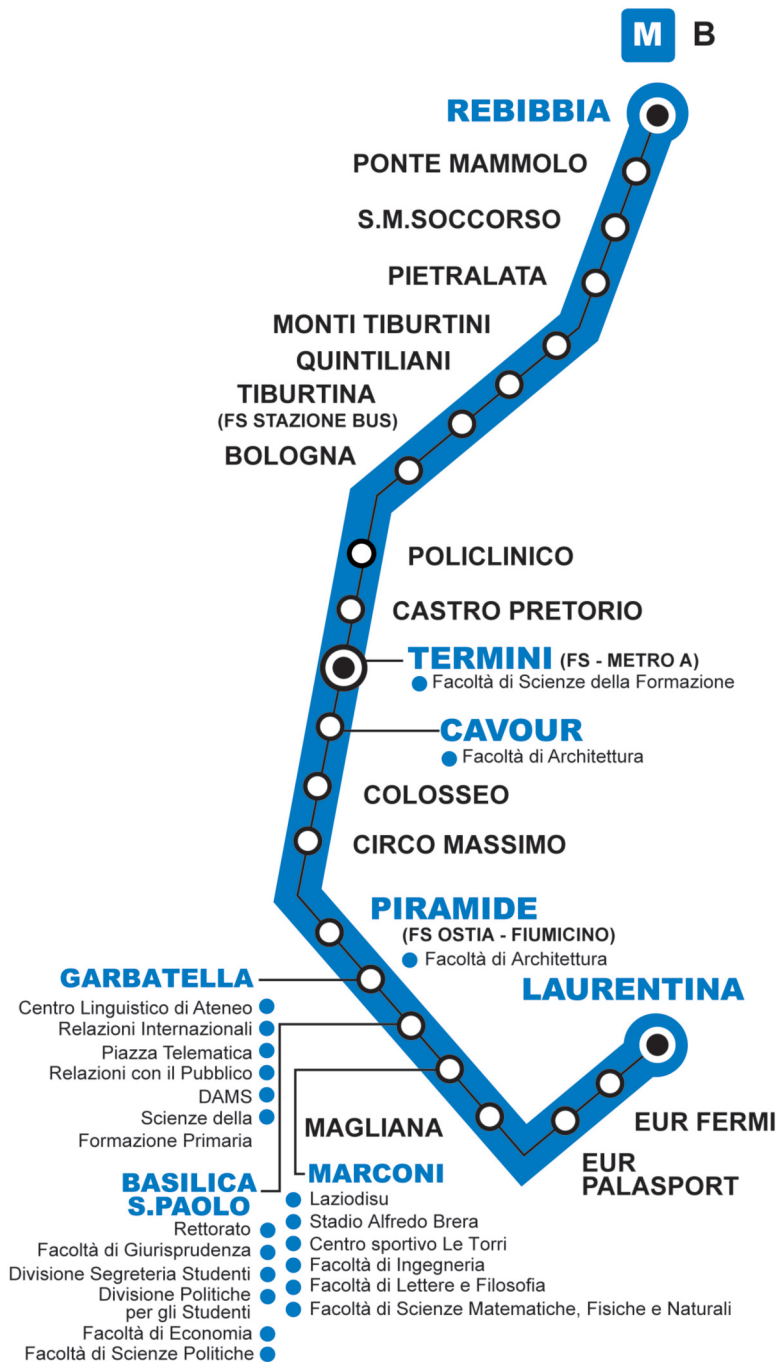 M B
REBIBBIA
PONTE MAMMOLO
S.M.SOCCORSO
PIETRALATA
MONTI TIBURTINI
QUINTILIANI
TIBURTINA
(FS STAZIONE BUS)
BOLOGNA
POLICLINICO
CASTRO PRETORIO
TERMINI (FS - METRO A)
Facoltà di Scienze della Formazione
CAVOUR
Facoltà di Architettura
COLOSSEO
CIRCO MASSIMO
PIRAMIDE
(FS OSTIA - FIUMICINO)
Facoltà di Architettura
GARBATELLA
Centro Linguistico di Ateneo
Relazioni Internazionali
Piazza Telematica
Relazioni con il Pubblico
DAMS
Scienze della
Formazione Primaria
BASILICA
S.PAOLO
Rettorato
Facoltà di Giurisprudenza
Divisione Segreteria Studenti
Divisione Politiche
per gli Studenti
Facoltà di Economia
Facoltà di Scienze Politiche
MARCONI
Laziodisu
Stadio Alfredo Brera
Centro sportivo Le Torri
Facoltà di Ingegneria
Facoltà di Lettere e Filosofia
Facoltà di Scienze Matematiche, Fisiche e Naturali
MAGLIANA
EUR
PALASPORT
EUR FERMI
LAURENTINA